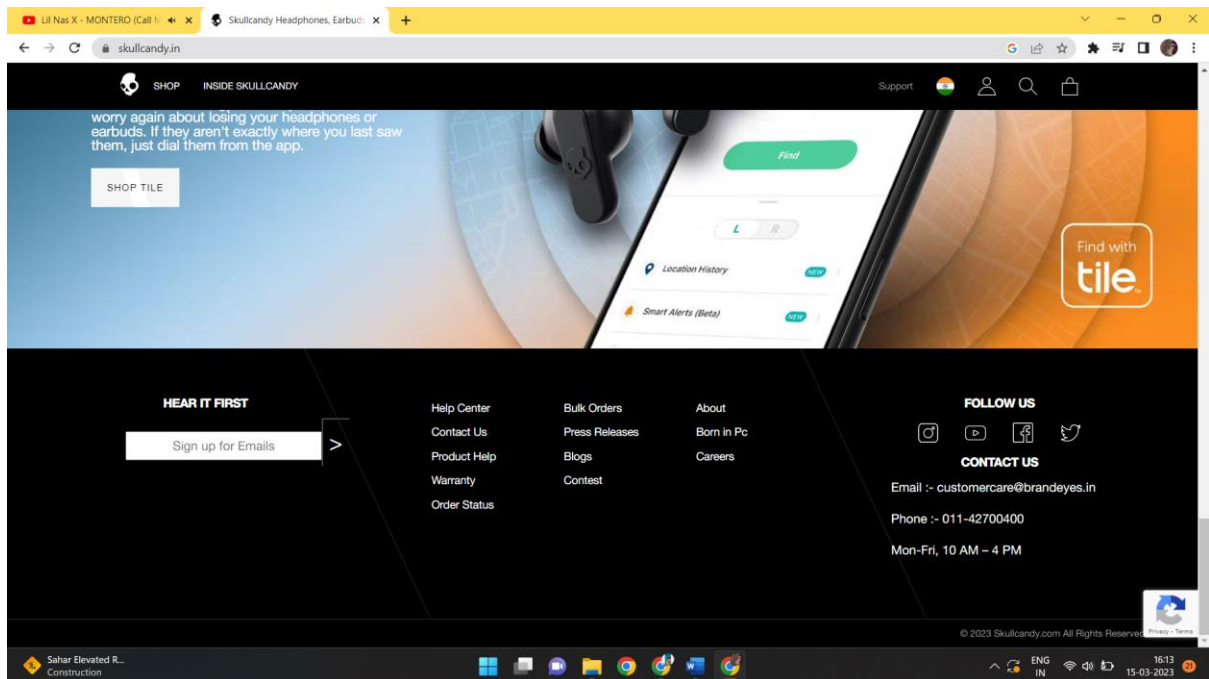 Lil Nas X - MONTERO (Call
Skullcandy Headphones, Earbuds
skullcandy.in
SHOP
INSIDE SKULLCANDY
Support
worry again about losing your headphones or
earbuds. If they aren't exactly where you last saw
them, just dial them from the app.
SHOP TILE
Find
L R
Location History NEW
Smart Alerts (Beta) NEW
Find with
tile
HEAR IT FIRST
Sign up for Emails
>
Help Center
Contact Us
Product Help
Warranty
Order Status
Bulk Orders
Press Releases
Blogs
Contest
About
Born in Pc
Careers
FOLLOW US
CONTACT US
Email :- customercare@brandeyes.in
Phone :- 011-42700400
Mon-Fri, 10 AM – 4 PM
© 2023 Skullcandy.com All Rights
Privacy - Terms
Sahar Elevated R...
Construction
ENG
IN
16:13
15-03-2023
21